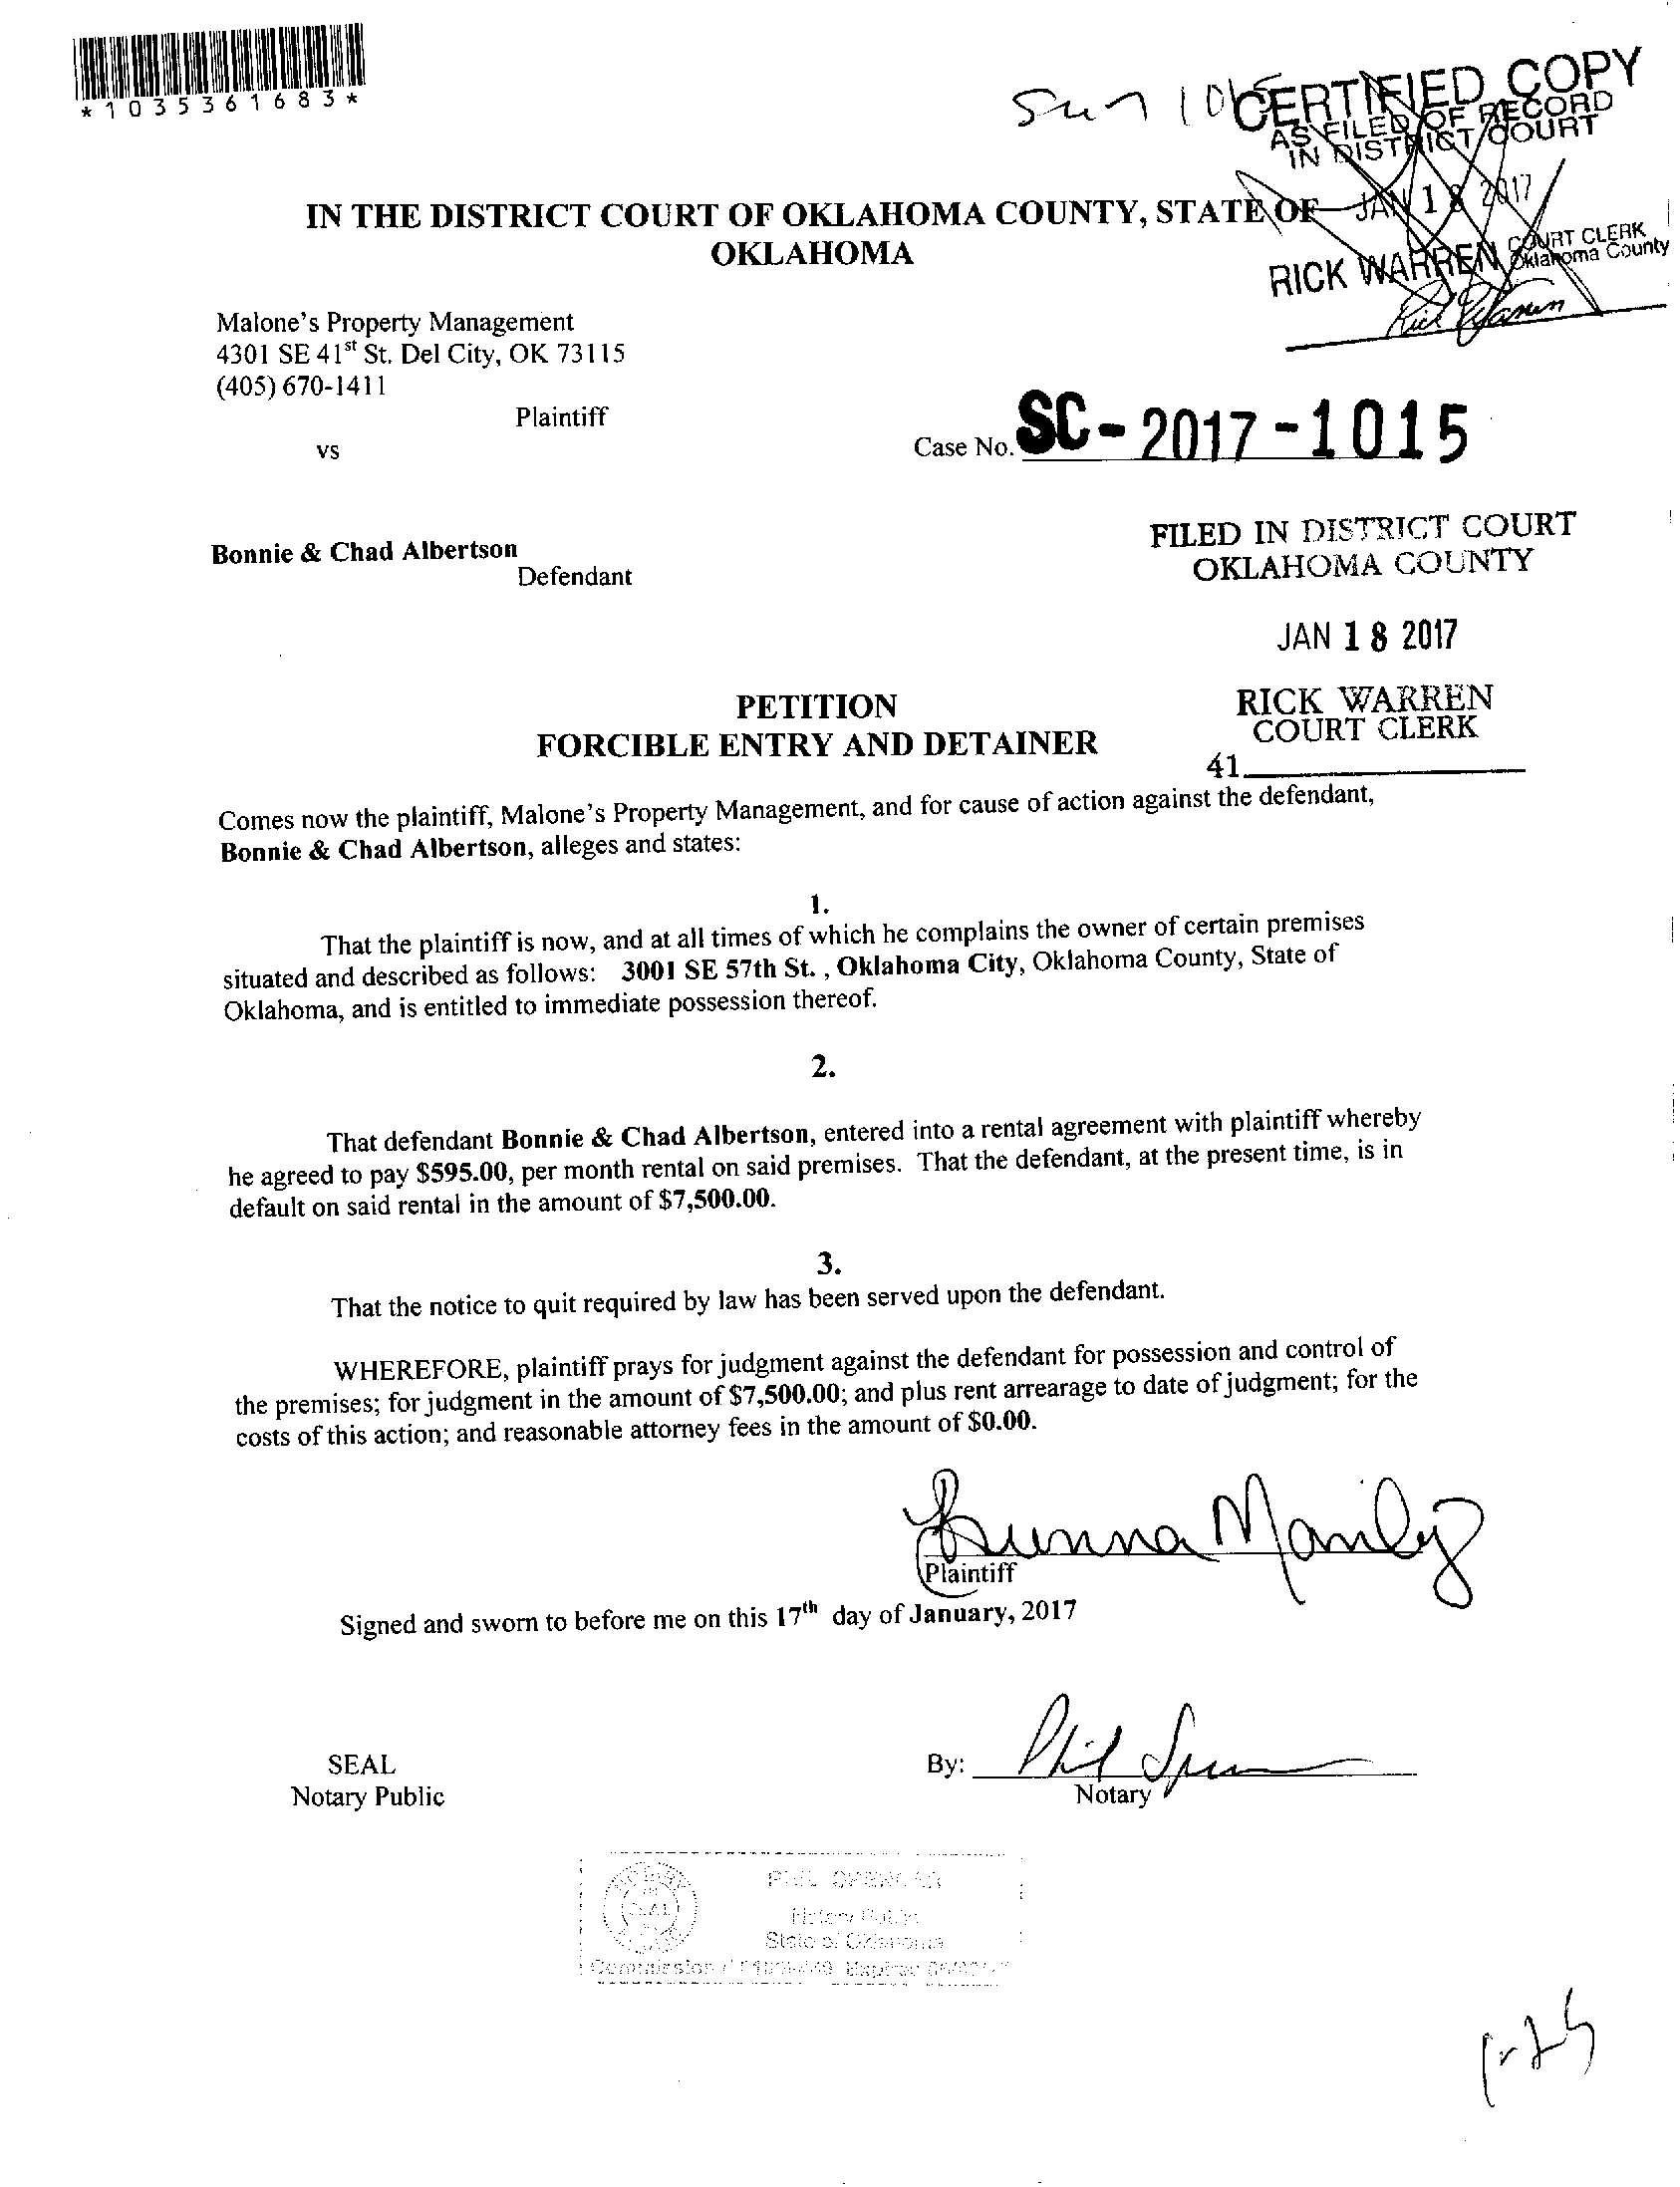 *1035361683*
CERTIFIED COPY
AS FILED OF RECORD
IN DISTRICT COURT
JAN 18 2017
RICK WARREN COURT CLERK
Oklahoma County
Rick Warren
IN THE DISTRICT COURT OF OKLAHOMA COUNTY, STATE OF
OKLAHOMA
Malone's Property Management
4301 SE 41st St. Del City, OK 73115
(405) 670-1411
Plaintiff
vs
Case No. SC-2017-1015
Bonnie & Chad Albertson
Defendant
FILED IN DISTRICT COURT
OKLAHOMA COUNTY
JAN 18 2017
RICK WARREN
COURT CLERK
41
PETITION
FORCIBLE ENTRY AND DETAINER
Comes now the plaintiff, Malone's Property Management, and for cause of action against the defendant,
Bonnie & Chad Albertson, alleges and states:
1.
That the plaintiff is now, and at all times of which he complains the owner of certain premises
situated and described as follows: 3001 SE 57th St. , Oklahoma City, Oklahoma County, State of
Oklahoma, and is entitled to immediate possession thereof.
2.
That defendant Bonnie & Chad Albertson, entered into a rental agreement with plaintiff whereby
he agreed to pay $595.00, per month rental on said premises. That the defendant, at the present time, is in
default on said rental in the amount of $7,500.00.
3.
That the notice to quit required by law has been served upon the defendant.
WHEREFORE, plaintiff prays for judgment against the defendant for possession and control of
the premises; for judgment in the amount of $7,500.00; and plus rent arrearage to date of judgment; for the
costs of this action; and reasonable attorney fees in the amount of $0.00.
Plaintiff
Signed and sworn to before me on this 17th day of January, 2017
SEAL
Notary Public
By: Phil
Notary
Notary Public
State of Oklahoma